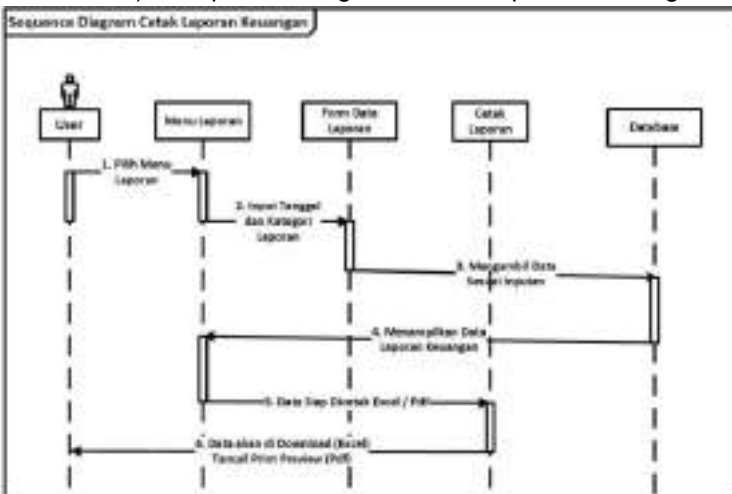 Sequence Diagram Cetak Laporan Keuangan
User
Menu Laporan
Form Data
Laporan
Cetak
Laporan
Database
1. Pilih Menu
Laporan
2. Input Tanggal
dan Kategori
Laporan
3. Mengambil Data
Sesuai Inputan
4. Menampilkan Data
Laporan Keuangan
5. Data Siap Dicetak Excel / Pdf
6. Data akan di Download (Excel)
Tampil Print Preview (Pdf)